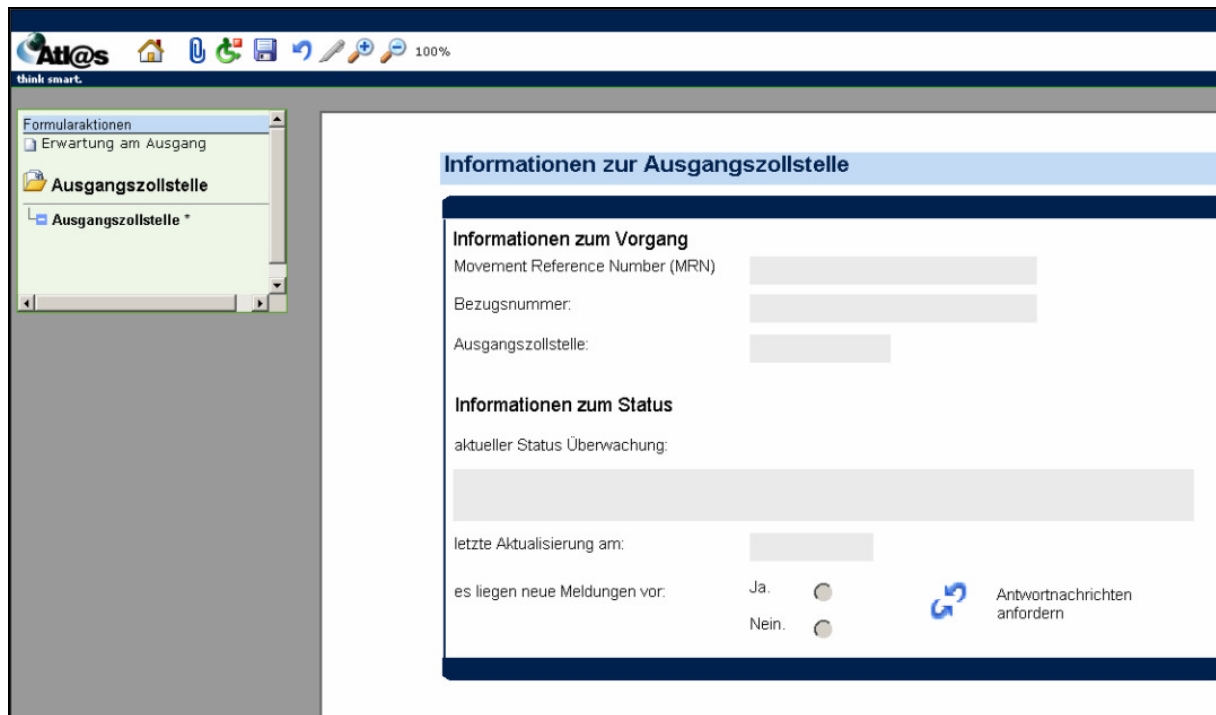 Atl@s
100%
think smart.
Formularaktionen
Erwartung am Ausgang
Ausgangszollstelle
Ausgangszollstelle *
Informationen zur Ausgangszollstelle
Informationen zum Vorgang
Movement Reference Number (MRN)
Bezugsnummer:
Ausgangszollstelle:
Informationen zum Status
aktueller Status Überwachung:
letzte Aktualisierung am:
es liegen neue Meldungen vor:
Ja.
Nein.
Antwortnachrichten
anfordern